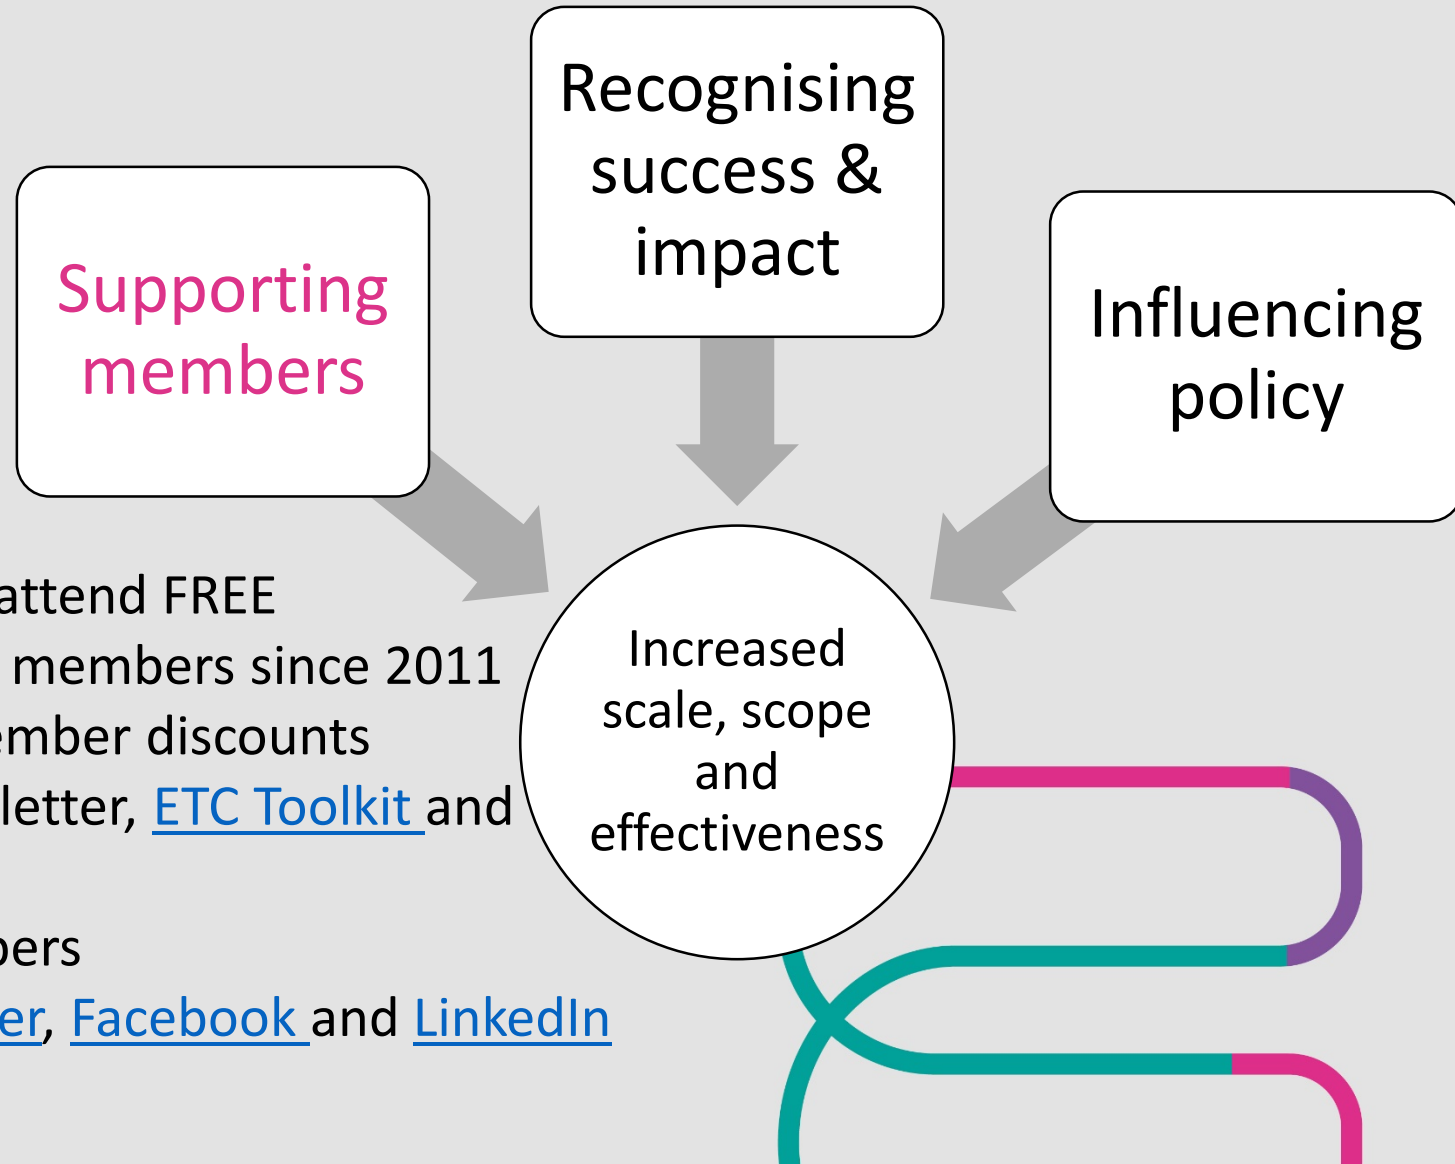 Recognising
success &
impact
Supporting
members
Influencing
policy
attend FREE
members since 2011
ember discounts
letter, ETC Toolkit and
bers
er, Facebook and LinkedIn
Increased
scale, scope
and
effectiveness